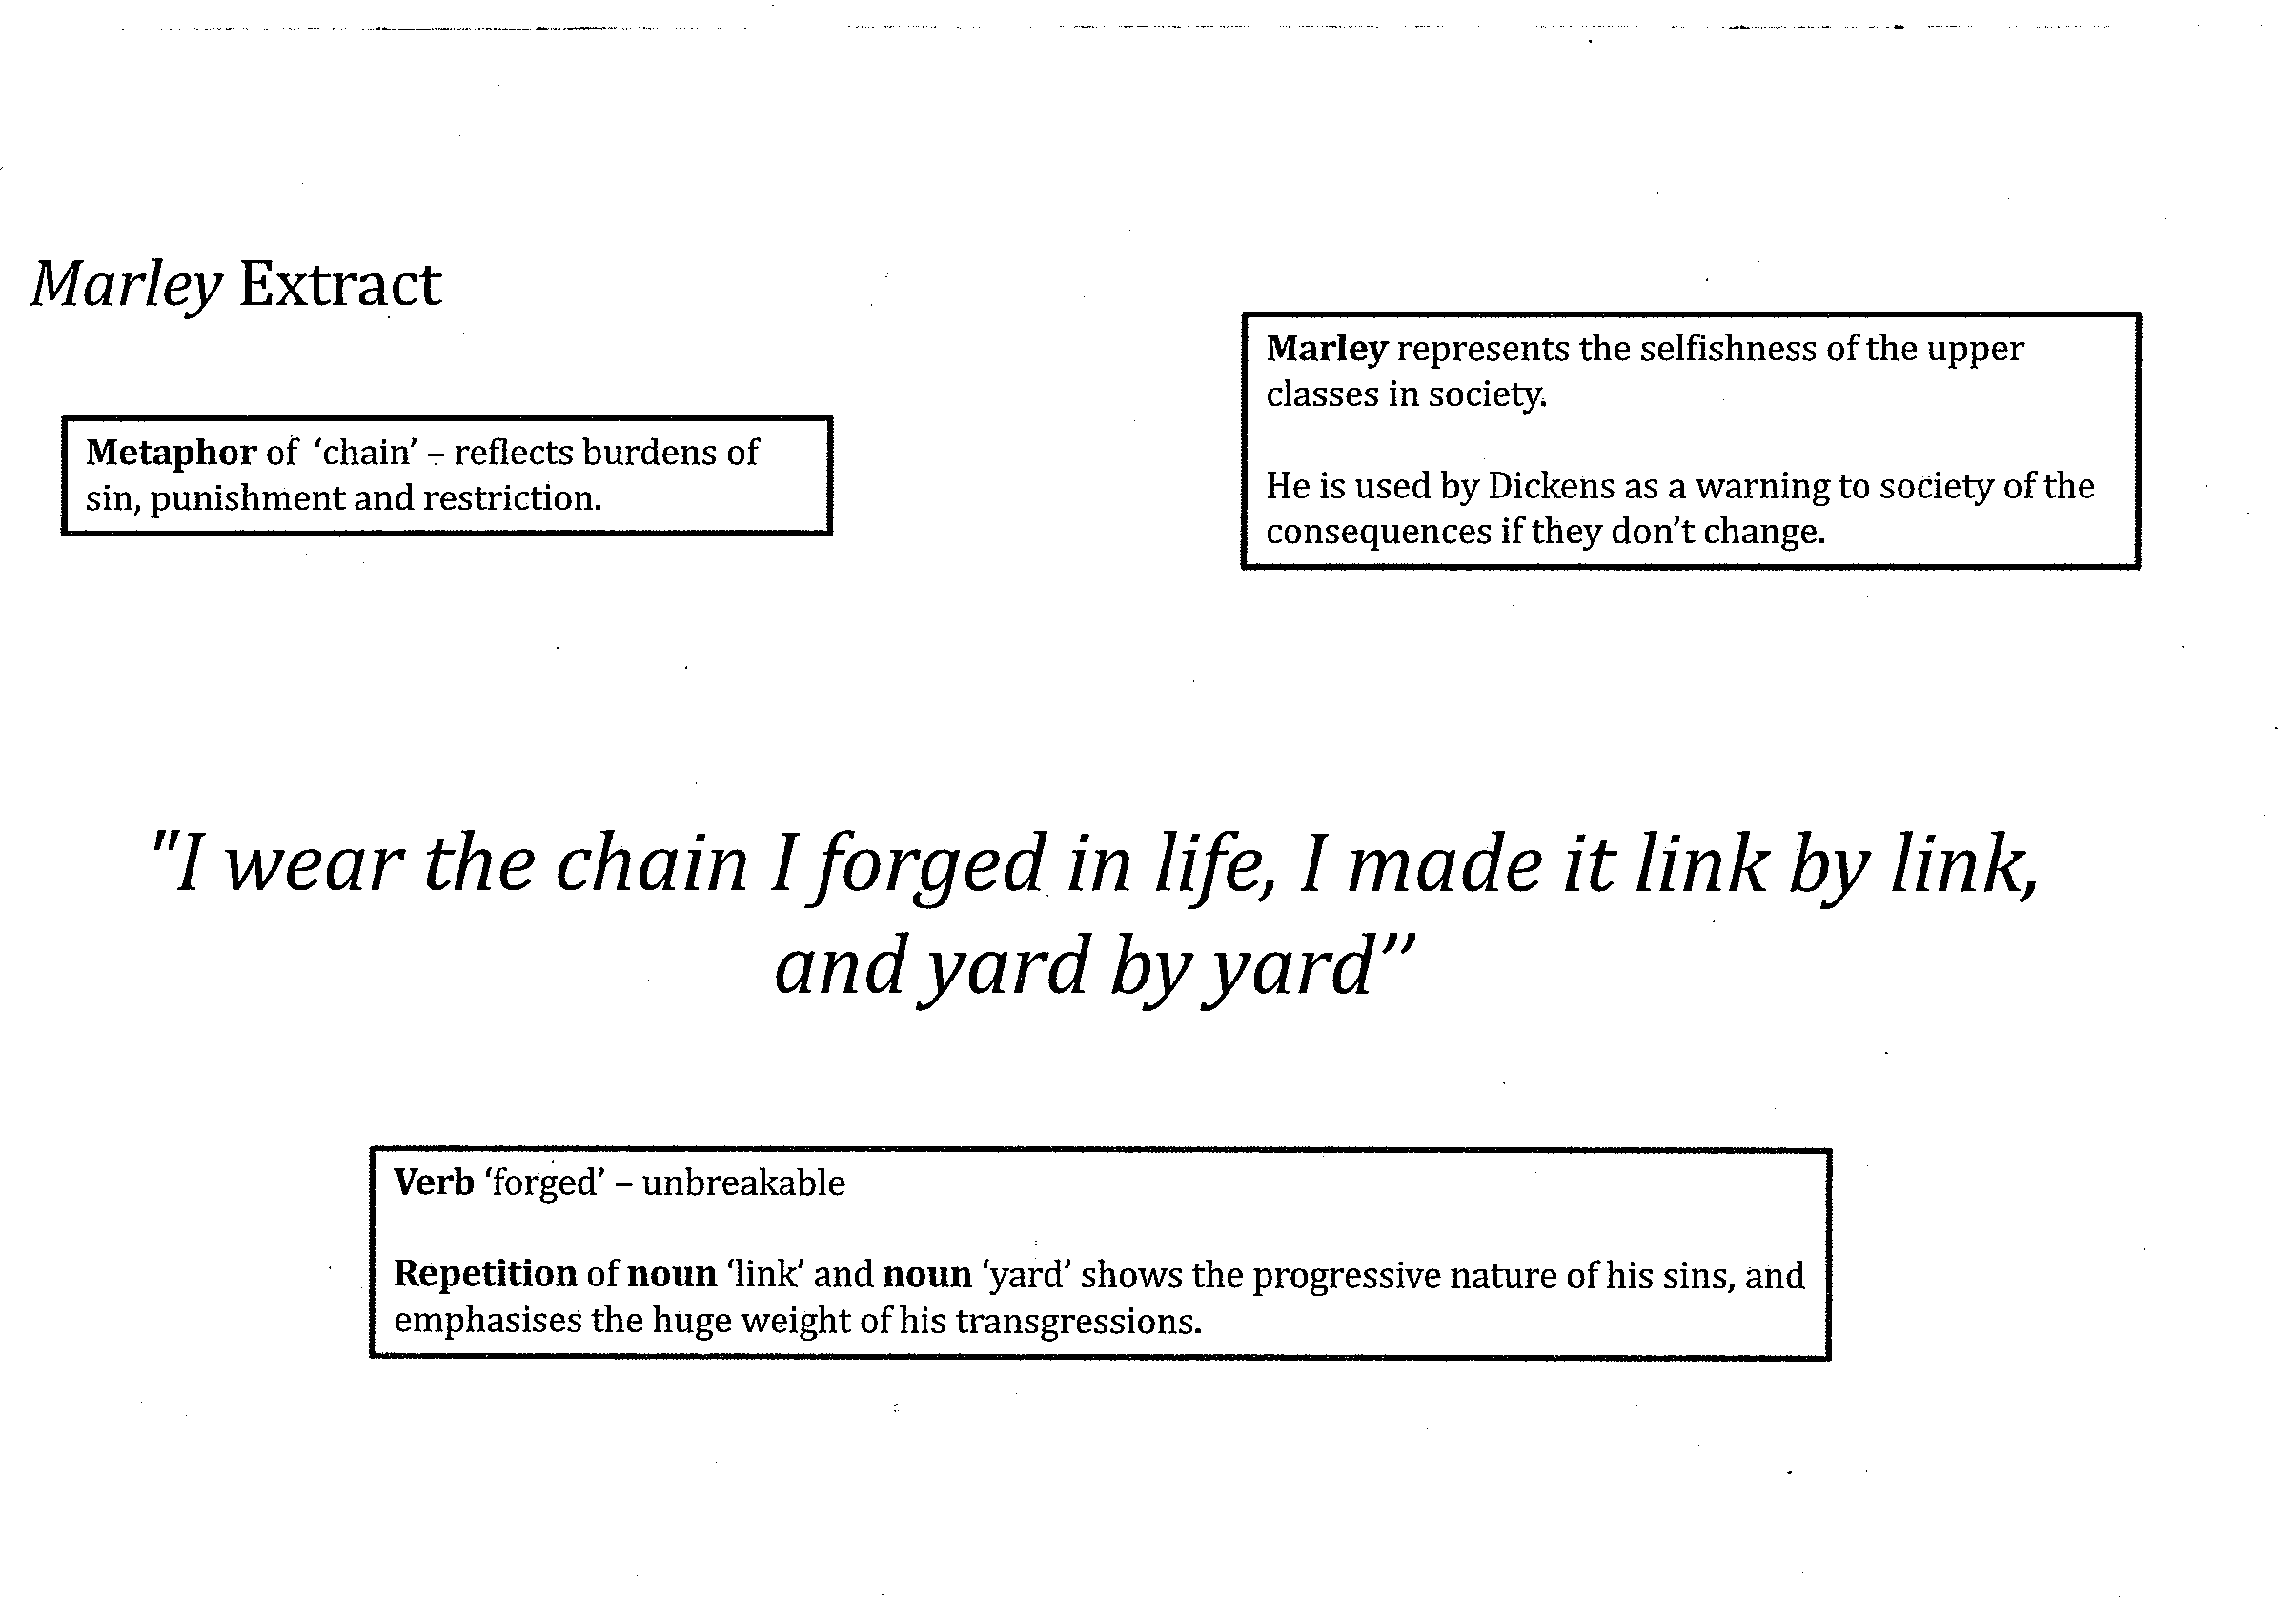 Marley Extract
Marley represents the selfishness of the upper
classes in society.
He is used by Dickens as a warning to society of the
consequences if they don't change.
Metaphor of 'chain' – reflects burdens of
sin, punishment and restriction.
"I wear the chain I forged in life, I made it link by link,
and yard by yard”
Verb ‘forged’ – unbreakable
Repetition of noun ‘link’ and noun ‘yard’ shows the progressive nature of his sins, and
emphasises the huge weight of his transgressions.